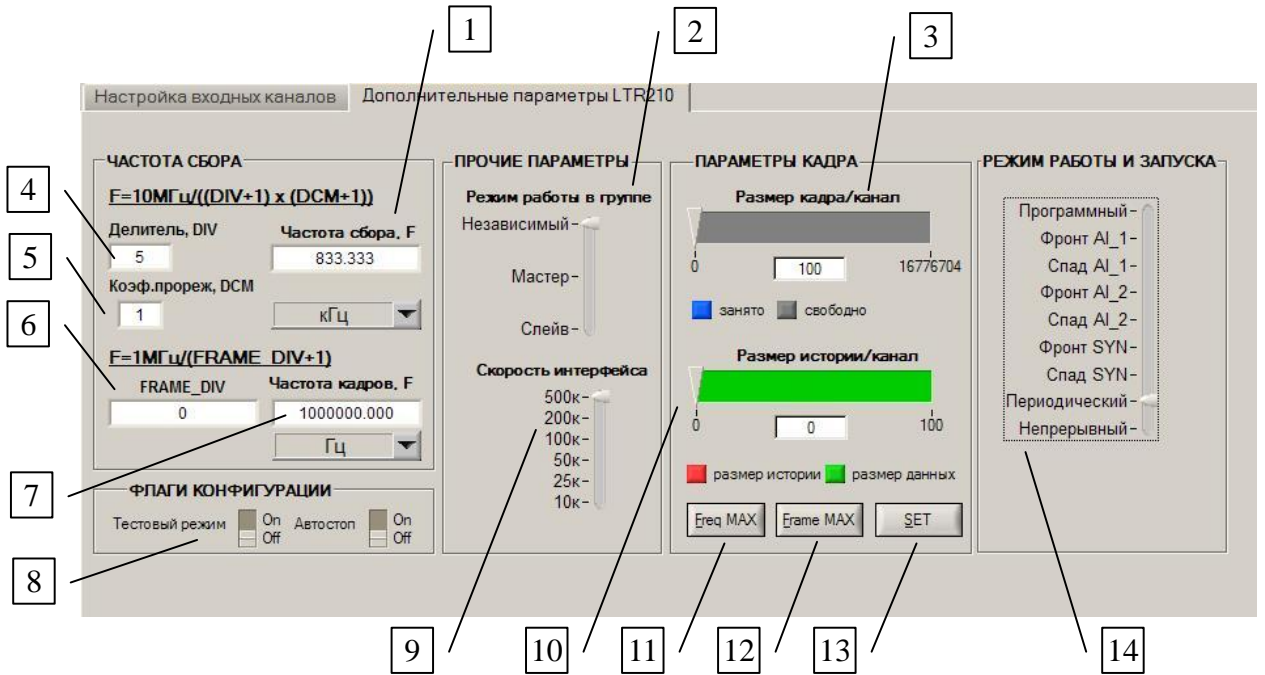 1
2
3
Настройка входных каналов
Дополнительные параметры LTR210
ЧАСТОТА СБОРА
4
F=10МГц/((DIV+1) x (DCM+1))
Делитель, DIV
Частота сбора, F
5
833.333
5
Коэф.прореж, DCM
1
кГц
6
F=1МГц/(FRAME_DIV+1)
FRAME_DIV
Частота кадров, F
0
1000000.000
Гц
7
ФЛАГИ КОНФИГУРАЦИИ
Тестовый режим
On
Off
Автостоп
On
Off
8
ПРОЧИЕ ПАРАМЕТРЫ
Режим работы в группе
Независимый
Мастер
Слейв
Скорость интерфейса
500к
200к
100к
50к
25к
10к
ПАРАМЕТРЫ КАДРА
Размер кадра/канал
0
100
16776704
занято
свободно
Размер истории/канал
0
0
100
размер истории
размер данных
Freq MAX
Frame MAX
SET
РЕЖИМ РАБОТЫ И ЗАПУСКА
Программный
Фронт AI_1
Спад AI_1
Фронт AI_2
Спад AI_2
Фронт SYN
Спад SYN
Периодический
Непрерывный
9
10
11
12
13
14